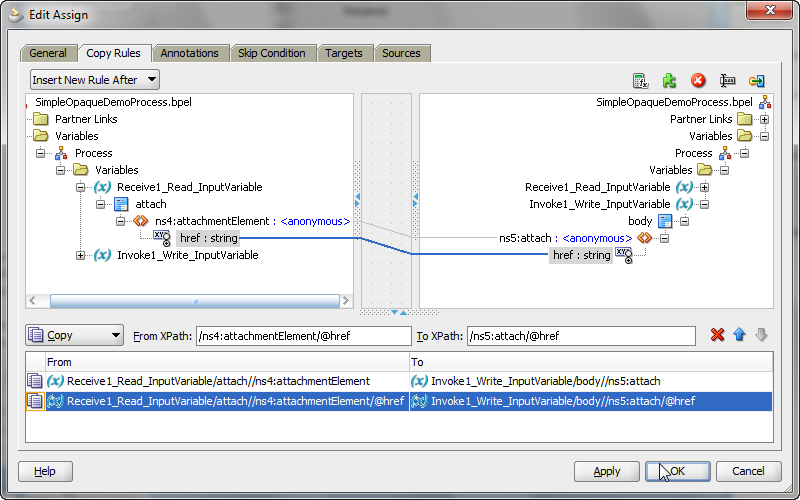 Edit Assign
General Copy Rules Annotations Skip Condition Targets Sources
Insert New Rule After
SimpleOpaqueDemoProcess.bpel
Partner Links
Variables
Process
Variables
Receive1_Read_InputVariable
attach
ns4:attachmentElement : <anonymous>
href : string
Invoke1_Write_InputVariable
SimpleOpaqueDemoProcess.bpel
Partner Links
Variables
Process
Variables
Receive1_Read_InputVariable
Invoke1_Write_InputVariable
body
ns5:attach : <anonymous>
href : string
Copy From XPath: /ns4:attachmentElement/@href To XPath: /ns5:attach/@href
From To
Receive1_Read_InputVariable/attach//ns4:attachmentElement Invoke1_Write_InputVariable/body//ns5:attach
Receive1_Read_InputVariable/attach//ns4:attachmentElement/@href Invoke1_Write_InputVariable/body//ns5:attach/@href
Help Apply OK Cancel